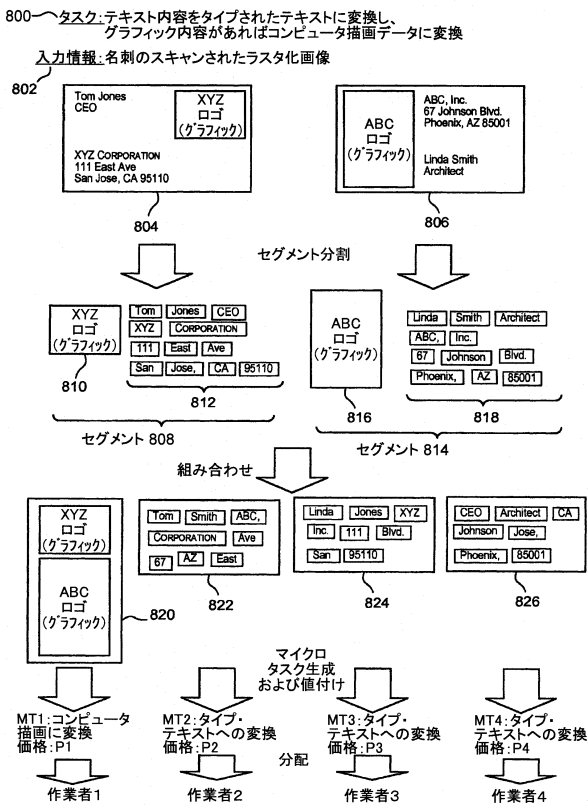 800 タスク:テキスト内容をタイプされたテキストに変換し、
グラフィック内容があればコンピュータ描画データに変換
入力情報:名刺のスキャンされたラスタ化画像
802
Tom Jones
CEO
XYZ
ロゴ
(グラフィック)
XYZ CORPORATION
111 East Ave
San Jose, CA 95110
804
ABC
ロゴ
(グラフィック)
ABC, Inc.
67 Johnson Blvd.
Phoenix, AZ 85001
Linda Smith
Architect
806
セグメント分割
XYZ
ロゴ
(グラフィック)
810
Tom Jones CEO
XYZ CORPORATION
111 East Ave
San Jose, CA 95110
812
セグメント 808
ABC
ロゴ
(グラフィック)
816
Linda Smith Architect
ABC, Inc.
67 Johnson Blvd.
Phoenix, AZ 85001
818
セグメント 814
組み合わせ
XYZ
ロゴ
(グラフィック)
ABC
ロゴ
(グラフィック)
820
Tom Smith ABC,
CORPORATION Ave
67 AZ East
822
Linda Jones XYZ
Inc. 111 Blvd.
San 95110
824
CEO Architect CA
Johnson Jose,
Phoenix, 85001
826
マイクロ
タスク生成
および値付け
MT1:コンピュータ
描画に変換
価格:P1
MT2:タイプ・
テキストへの変換
価格:P2
MT3:タイプ・
テキストへの変換
価格:P3
MT4:タイプ・
テキストへの変換
価格:P4
分配
作業者1
作業者2
作業者3
作業者4